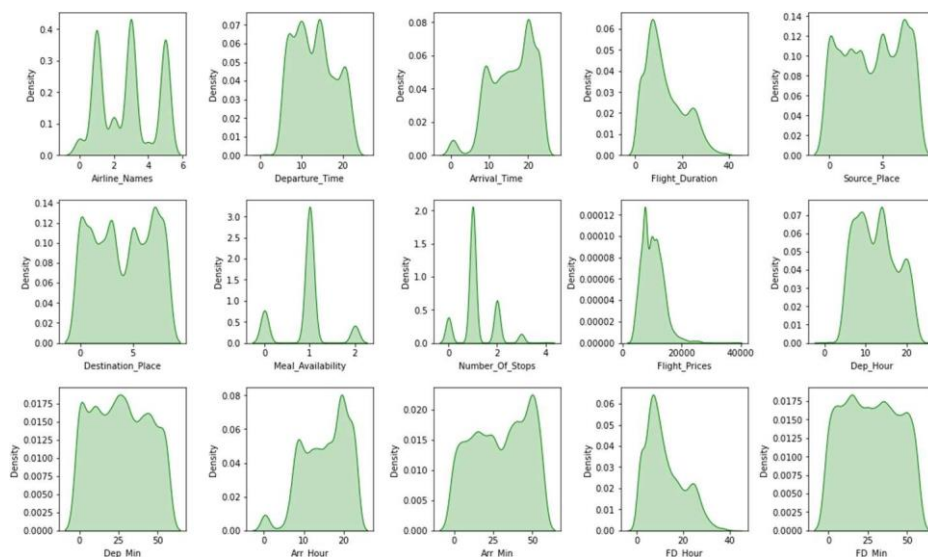 0.4
0.3
0.2
0.1
0.0
Density
0 2 4 6
Airline_Names
0.07
0.06
0.05
0.04
0.03
0.02
0.01
0.00
Density
0 10 20
Departure_Time
0.08
0.06
0.04
0.02
0.00
Density
0 10 20
Arrival_Time
0.06
0.05
0.04
0.03
0.02
0.01
0.00
Density
0 20 40
Flight_Duration
0.14
0.12
0.10
0.08
0.06
0.04
0.02
0.00
Density
0 5
Source_Place
0.14
0.12
0.10
0.08
0.06
0.04
0.02
0.00
Density
0 5
Destination_Place
3.0
2.5
2.0
1.5
1.0
0.5
0.0
Density
0 1 2
Meal_Availability
2.0
1.5
1.0
0.5
0.0
Density
0 2 4
Number_Of_Stops
0.00012
0.00010
0.00008
0.00006
0.00004
0.00002
0.00000
Density
0 20000 40000
Flight_Prices
0.07
0.06
0.05
0.04
0.03
0.02
0.01
0.00
Density
0 10 20
Dep_Hour
0.0175
0.0150
0.0125
0.0100
0.0075
0.0050
0.0025
0.0000
Density
0 25 50
Dep_Min
0.08
0.06
0.04
0.02
0.00
Density
0 10 20
Arr_Hour
0.020
0.015
0.010
0.005
0.000
Density
0 25 50
Arr_Min
0.06
0.05
0.04
0.03
0.02
0.01
0.00
Density
0 20 40
FD_Hour
0.0175
0.0150
0.0125
0.0100
0.0075
0.0050
0.0025
0.0000
Density
0 25 50
FD_Min